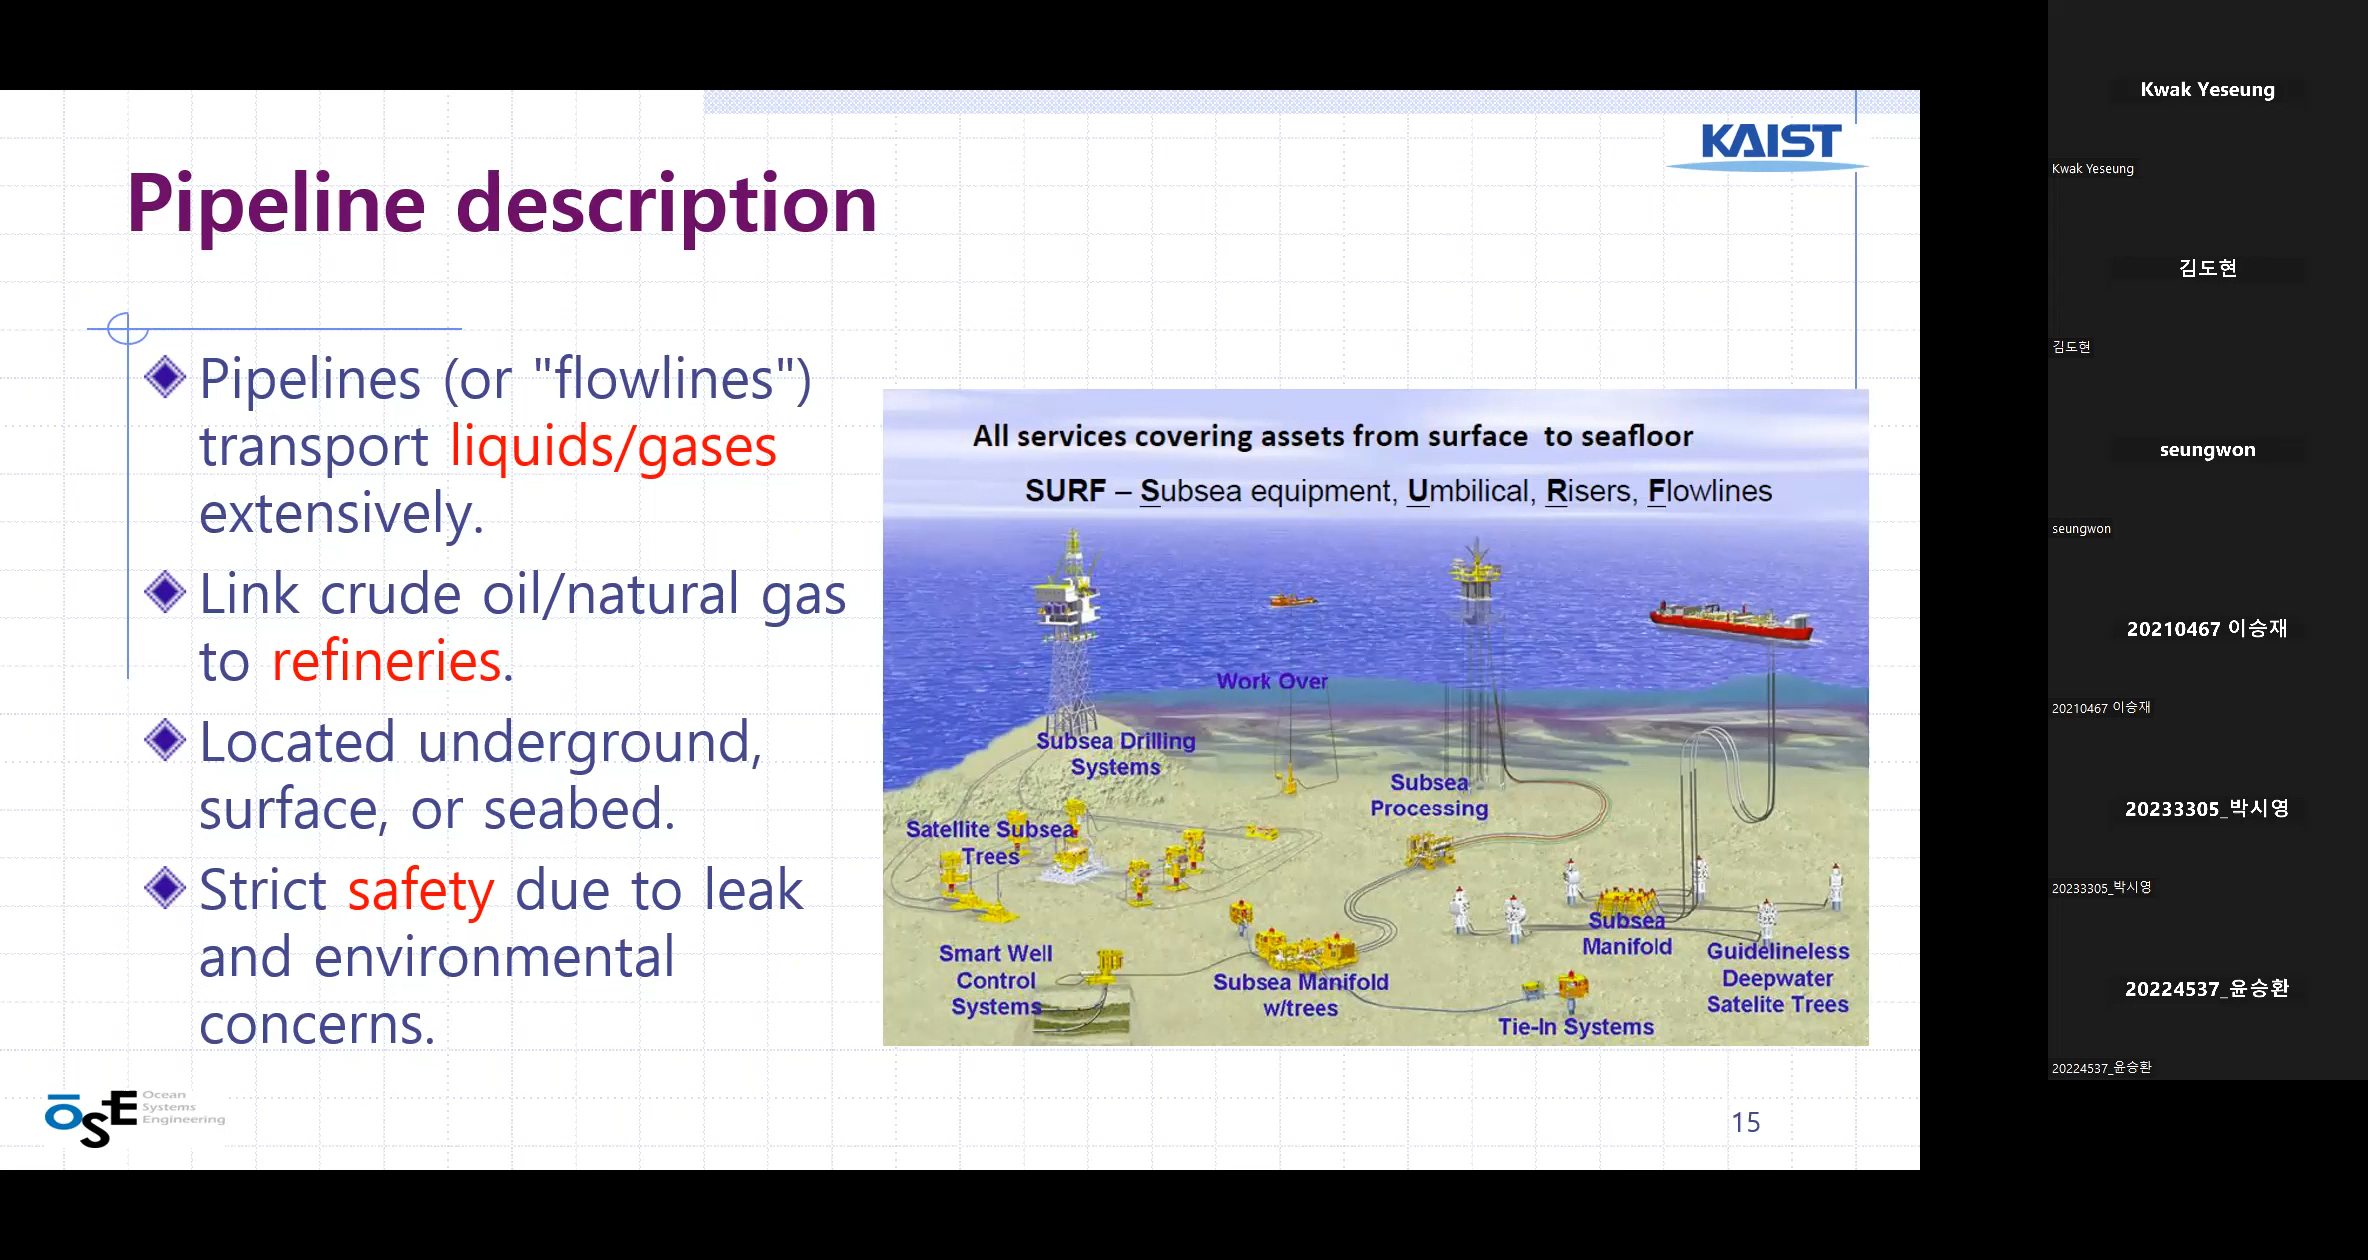 KAIST
Pipeline description
Pipelines (or "flowlines")
transport liquids/gases
extensively.
Link crude oil/natural gas
to refineries.
Located underground,
surface, or seabed.
Strict safety due to leak
and environmental
concerns.
All services covering assets from surface to seafloor
SURF – Subsea equipment, Umbilical, Risers, Flowlines
Work Over
Subsea Drilling
Systems
Subsea
Processing
Satellite Subsea
Trees
Smart Well
Control
Systems
Subsea Manifold
w/trees
Subsea
Manifold
Guidelineless
Deepwater
Satelite Trees
Tie-In Systems
OSE
Ocean
Systems
Engineering
15
Kwak Yeseung
Kwak Yeseung
김도현
김도현
seungwon
seungwon
20210467 이승재
20210467 이승재
20233305_박시영
20233305_박시영
20224537_윤승환
20224537_윤승환